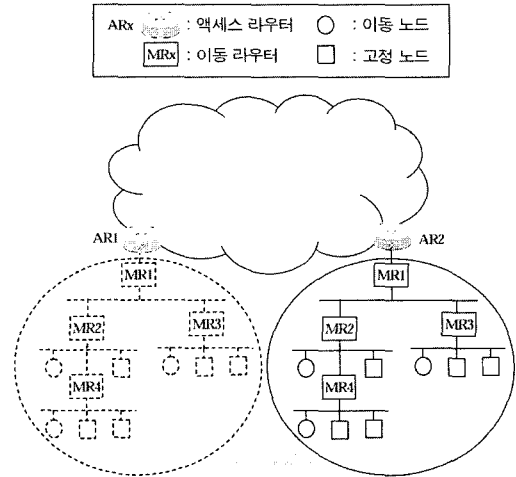 ARx : 액세스 라우터 : 이동 노드
MRx : 이동 라우터 : 고정 노드
AR1 AR2
MR1 MR1
MR2 MR3 MR2 MR3
MR4 MR4